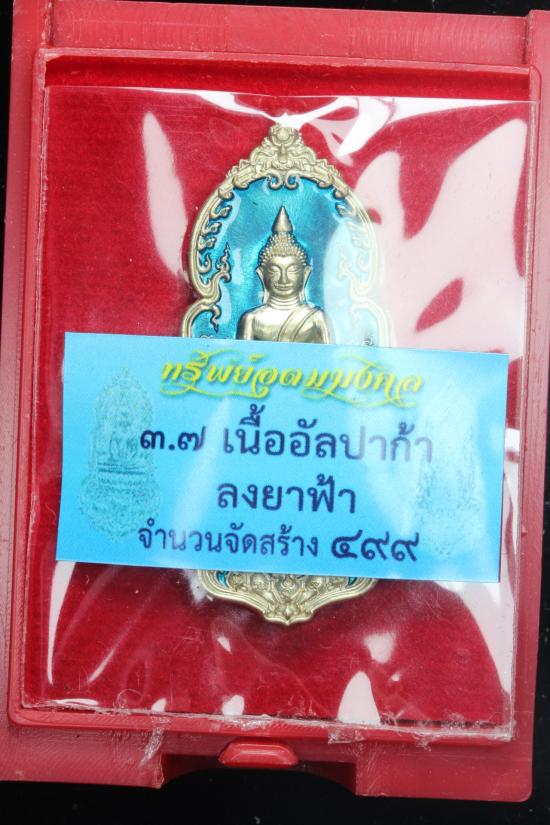 ทรัพย์อุดมมงคล
๓.๗ เนื้ออัลปาก้า
ลงยาฟ้า
จำนวนจัดสร้าง ๔๙๙